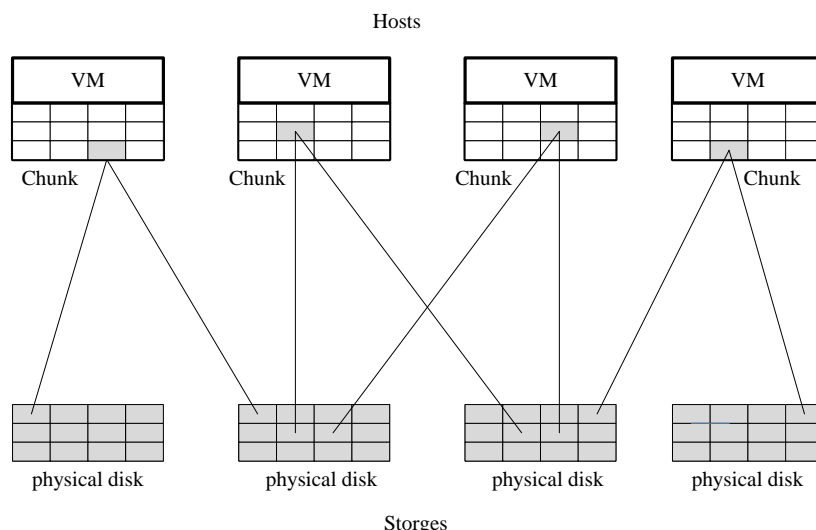 Hosts
VM VM VM VM
Chunk Chunk Chunk Chunk
physical disk physical disk physical disk physical disk
Storges